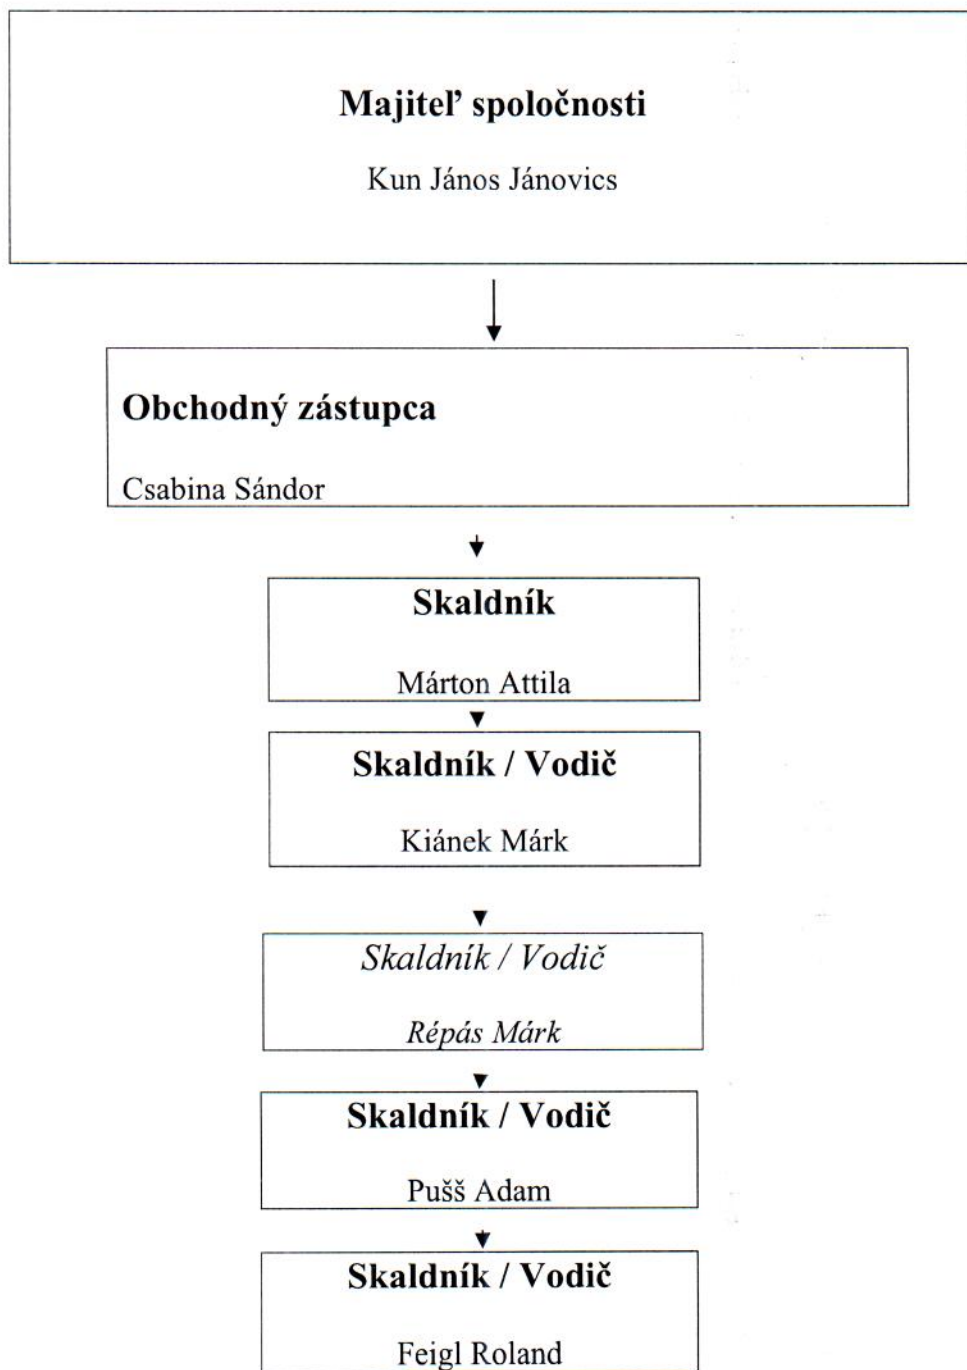 Majiteľ spoločnosti
Kun János Jánovics
Obchodný zástupca
Csabina Sándor
Skaldník
Márton Attila
Skaldník / Vodič
Kiánek Márk
Skaldník / Vodič
Répás Márk
Skaldník / Vodič
Pušš Adam
Skaldník / Vodič
Feigl Roland